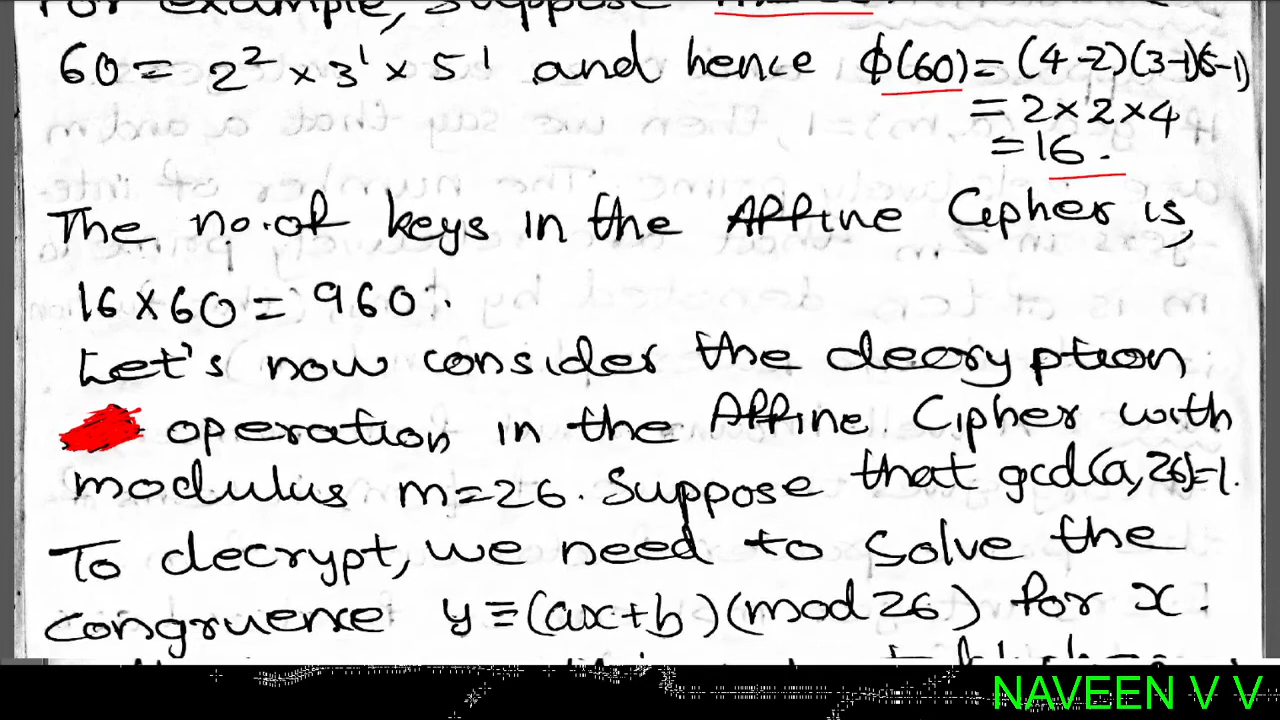 For example, suppose
60 = 2² × 3¹ × 5¹ and hence ϕ(60) = (4-2)(3-1)(5-1)
= 2×2×4
= 16.
The no. of keys in the Affine Cipher is,
16 × 60 = 960.
Let's now consider the decryption
operation in the Affine Cipher with
modulus m=26. Suppose that gcd(a,26)=1.
To decrypt, we need to solve the
congruence y ≡ (ax+b)(mod 26) for x.
NAVEEN V V